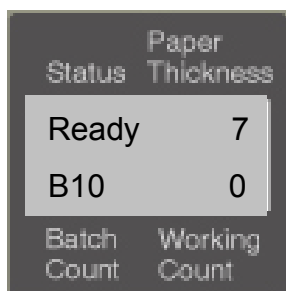 Paper
Status Thickness
Ready 7
B10 0
Batch Working
Count Count